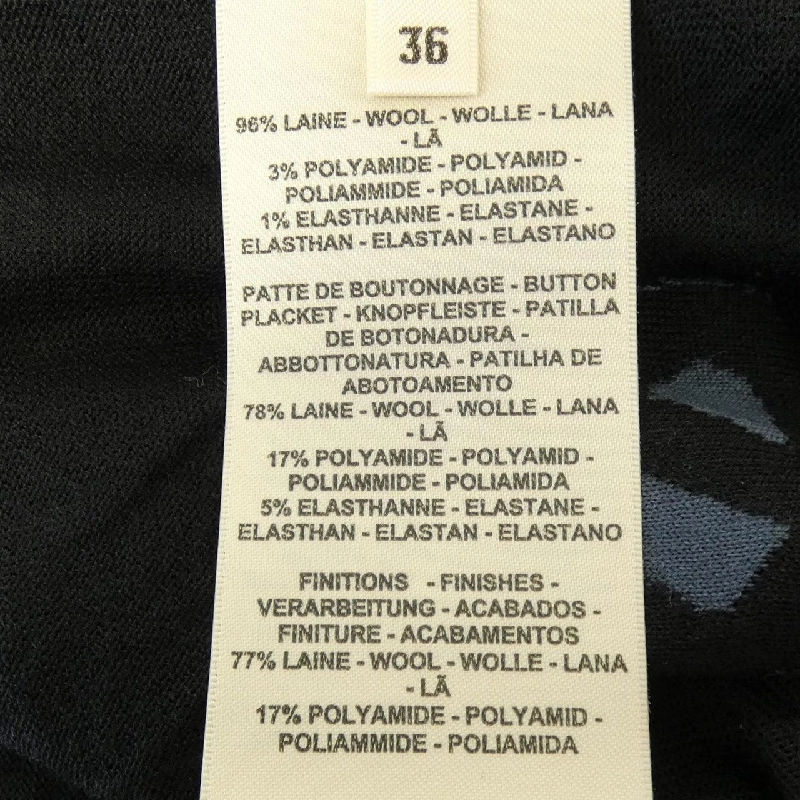 36
96% LAINE - WOOL - WOLLE - LANA
- LÃ
3% POLYAMIDE - POLYAMID -
POLIAMMIDE - POLIAMIDA
1% ELASTHANNE - ELASTANE -
ELASTHAN - ELASTAN - ELASTANO
PATTE DE BOUTONNAGE - BUTTON
PLACKET - KNOPFLEISTE - PATILLA
DE BOTONADURA -
ABBOTTONATURA - PATILHA DE
ABOTOAMENTO
78% LAINE - WOOL - WOLLE - LANA
- LÃ
17% POLYAMIDE - POLYAMID -
POLIAMMIDE - POLIAMIDA
5% ELASTHANNE - ELASTANE -
ELASTHAN - ELASTAN - ELASTANO
FINITIONS - FINISHES -
VERARBEITUNG - ACABADOS -
FINITURE - ACABAMENTOS
77% LAINE - WOOL - WOLLE - LANA
- LÃ
17% POLYAMIDE - POLYAMID -
POLIAMMIDE - POLIAMIDA